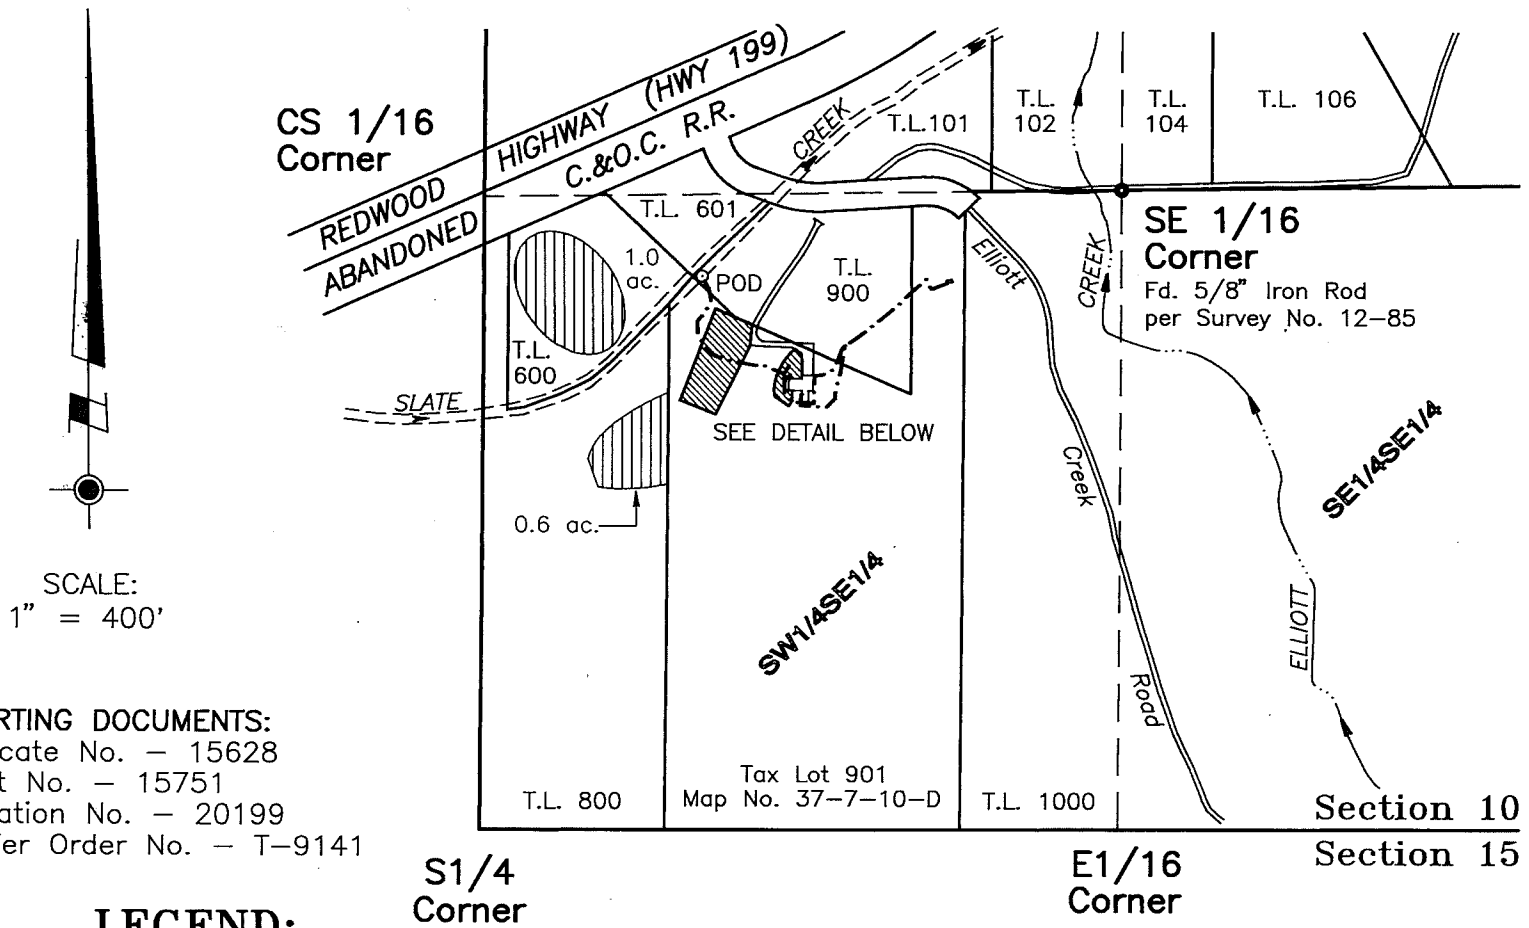 REDWOOD HIGHWAY (HWY 199)
ABANDONED C.&O.C. R.R.
CS 1/16
Corner
CREEK
T.L.101
T.L.
102
T.L.
104
T.L. 106
T.L. 601
1.0
ac.
POD
T.L.
900
Elliott
CREEK
SE 1/16
Corner
Fd. 5/8" Iron Rod
per Survey No. 12-85
T.L.
600
SLATE
SEE DETAIL BELOW
Creek
SE1/4SE1/4
0.6 ac.
SW1/4SE1/4
ELLIOTT
Road
SCALE:
1" = 400'
RTING DOCUMENTS:
cate No. - 15628
t No. - 15751
ation No. - 20199
er Order No. - T-9141
T.L. 800
Tax Lot 901
Map No. 37-7-10-D
T.L. 1000
Section 10
Section 15
S1/4
Corner
E1/16
Corner
LEGEND: